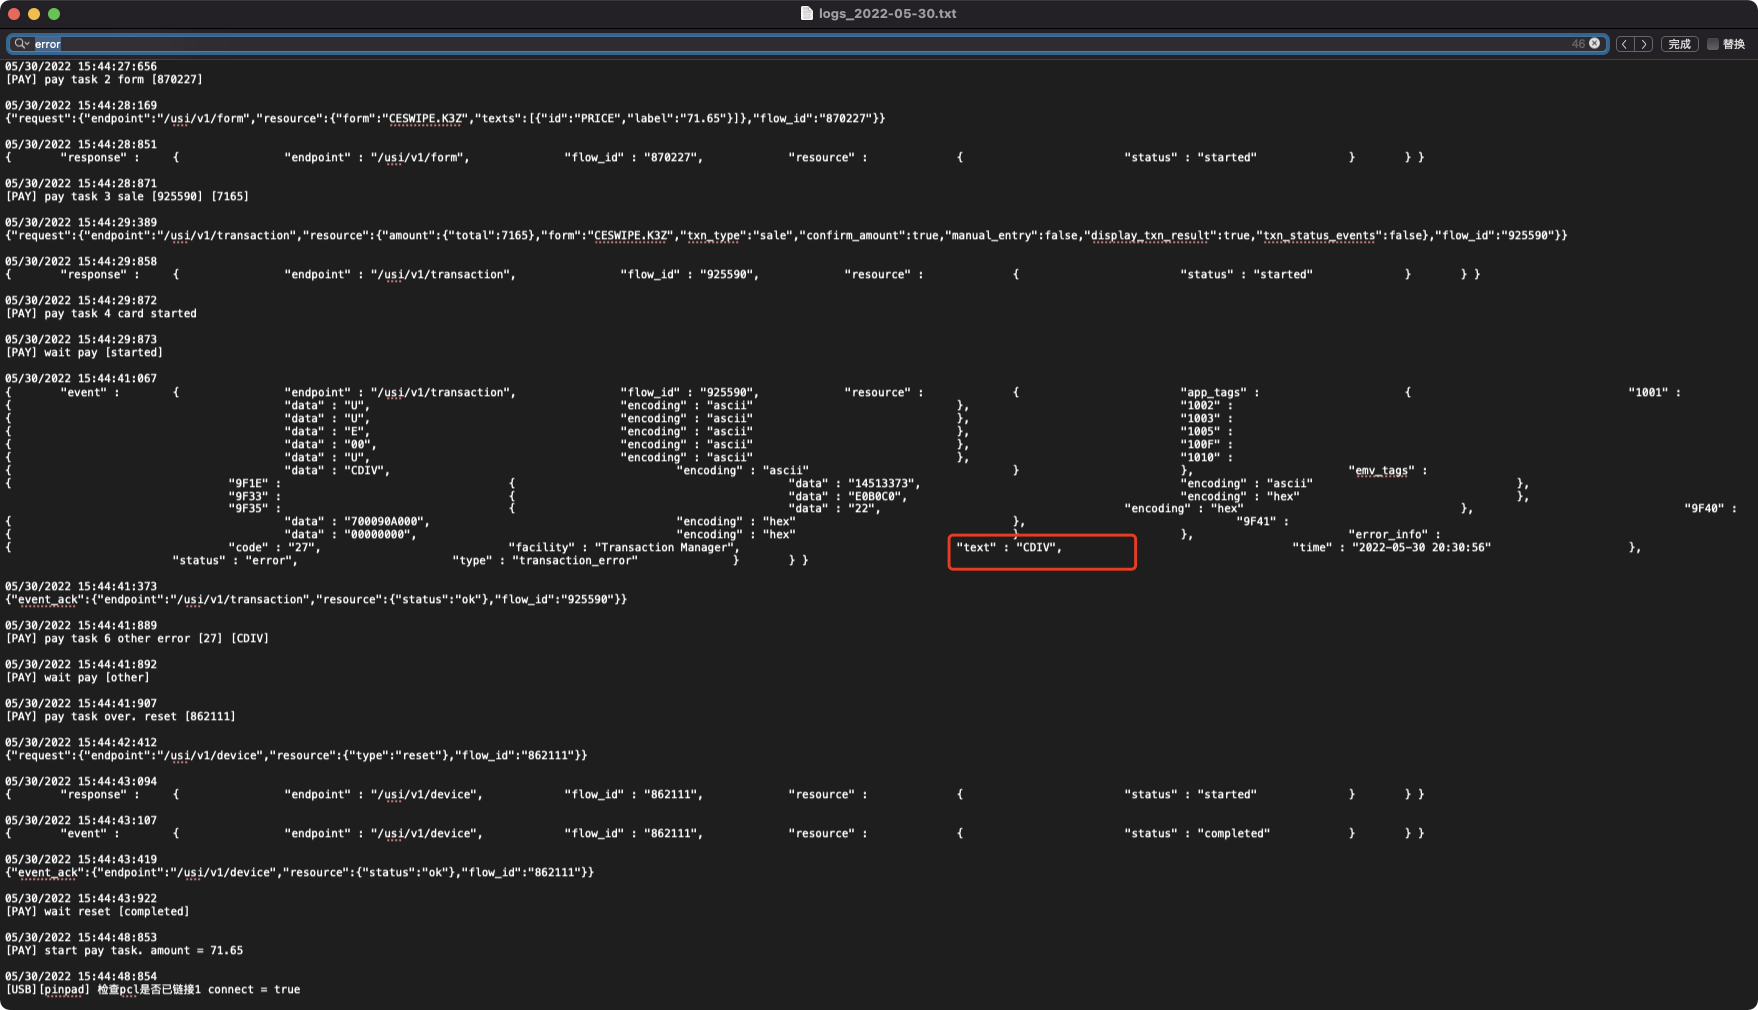 logs_2022-05-30.txt
error 46 完成 替换
05/30/2022 15:44:27:656
[PAY] pay task 2 form [870227]
05/30/2022 15:44:28:169
{"request":{"endpoint":"/usi/v1/form","resource":{"form":"CESWIPE.K3Z","texts":[{"id":"PRICE","label":"71.65"}]},"flow_id":"870227"}}
05/30/2022 15:44:28:851
{ "response" : { "endpoint" : "/usi/v1/form", "flow_id" : "870227", "resource" : { "status" : "started" } } }
05/30/2022 15:44:28:871
[PAY] pay task 3 sale [925590] [7165]
05/30/2022 15:44:29:389
{"request":{"endpoint":"/usi/v1/transaction","resource":{"amount":{"total":7165},"form":"CESWIPE.K3Z","txn_type":"sale","confirm_amount":true,"manual_entry":false,"display_txn_result":true,"txn_status_events":false},"flow_id":"925590"}}
05/30/2022 15:44:29:858
{ "response" : { "endpoint" : "/usi/v1/transaction", "flow_id" : "925590", "resource" : { "status" : "started" } } }
05/30/2022 15:44:29:872
[PAY] pay task 4 card started
05/30/2022 15:44:29:873
[PAY] wait pay [started]
05/30/2022 15:44:41:067
{ "event" : { "endpoint" : "/usi/v1/transaction", "flow_id" : "925590", "resource" : { "app_tags" : { "1001" :
{ "data" : "U", "encoding" : "ascii" }, "1002" :
{ "data" : "U", "encoding" : "ascii" }, "1003" :
{ "data" : "E", "encoding" : "ascii" }, "1005" :
{ "data" : "00", "encoding" : "ascii" }, "100F" :
{ "data" : "U", "encoding" : "ascii" }, "1010" :
{ "data" : "CDIV", "encoding" : "ascii" } }, "emv_tags" :
{ "9F1E" : { "data" : "14513373", "encoding" : "ascii" },
"9F33" : { "data" : "E0B0C0", "encoding" : "hex" },
"9F35" : { "data" : "22", "encoding" : "hex" }, "9F40" :
{ "data" : "700090A000", "encoding" : "hex" }, "9F41" :
{ "data" : "00000000", "encoding" : "hex" } }, "error_info" :
{ "code" : "27", "facility" : "Transaction Manager", "text" : "CDIV", "time" : "2022-05-30 20:30:56" },
"status" : "error", "type" : "transaction_error" } } }
05/30/2022 15:44:41:373
{"event_ack":{"endpoint":"/usi/v1/transaction","resource":{"status":"ok"},"flow_id":"925590"}}
05/30/2022 15:44:41:889
[PAY] pay task 6 other error [27] [CDIV]
05/30/2022 15:44:41:892
[PAY] wait pay [other]
05/30/2022 15:44:41:907
[PAY] pay task over. reset [862111]
05/30/2022 15:44:42:412
{"request":{"endpoint":"/usi/v1/device","resource":{"type":"reset"},"flow_id":"862111"}}
05/30/2022 15:44:43:094
{ "response" : { "endpoint" : "/usi/v1/device", "flow_id" : "862111", "resource" : { "status" : "started" } } }
05/30/2022 15:44:43:107
{ "event" : { "endpoint" : "/usi/v1/device", "flow_id" : "862111", "resource" : { "status" : "completed" } } }
05/30/2022 15:44:43:419
{"event_ack":{"endpoint":"/usi/v1/device","resource":{"status":"ok"},"flow_id":"862111"}}
05/30/2022 15:44:43:922
[PAY] wait reset [completed]
05/30/2022 15:44:48:853
[PAY] start pay task. amount = 71.65
05/30/2022 15:44:48:854
[USB][pinpad] 检查pcl是否已链接1 connect = true